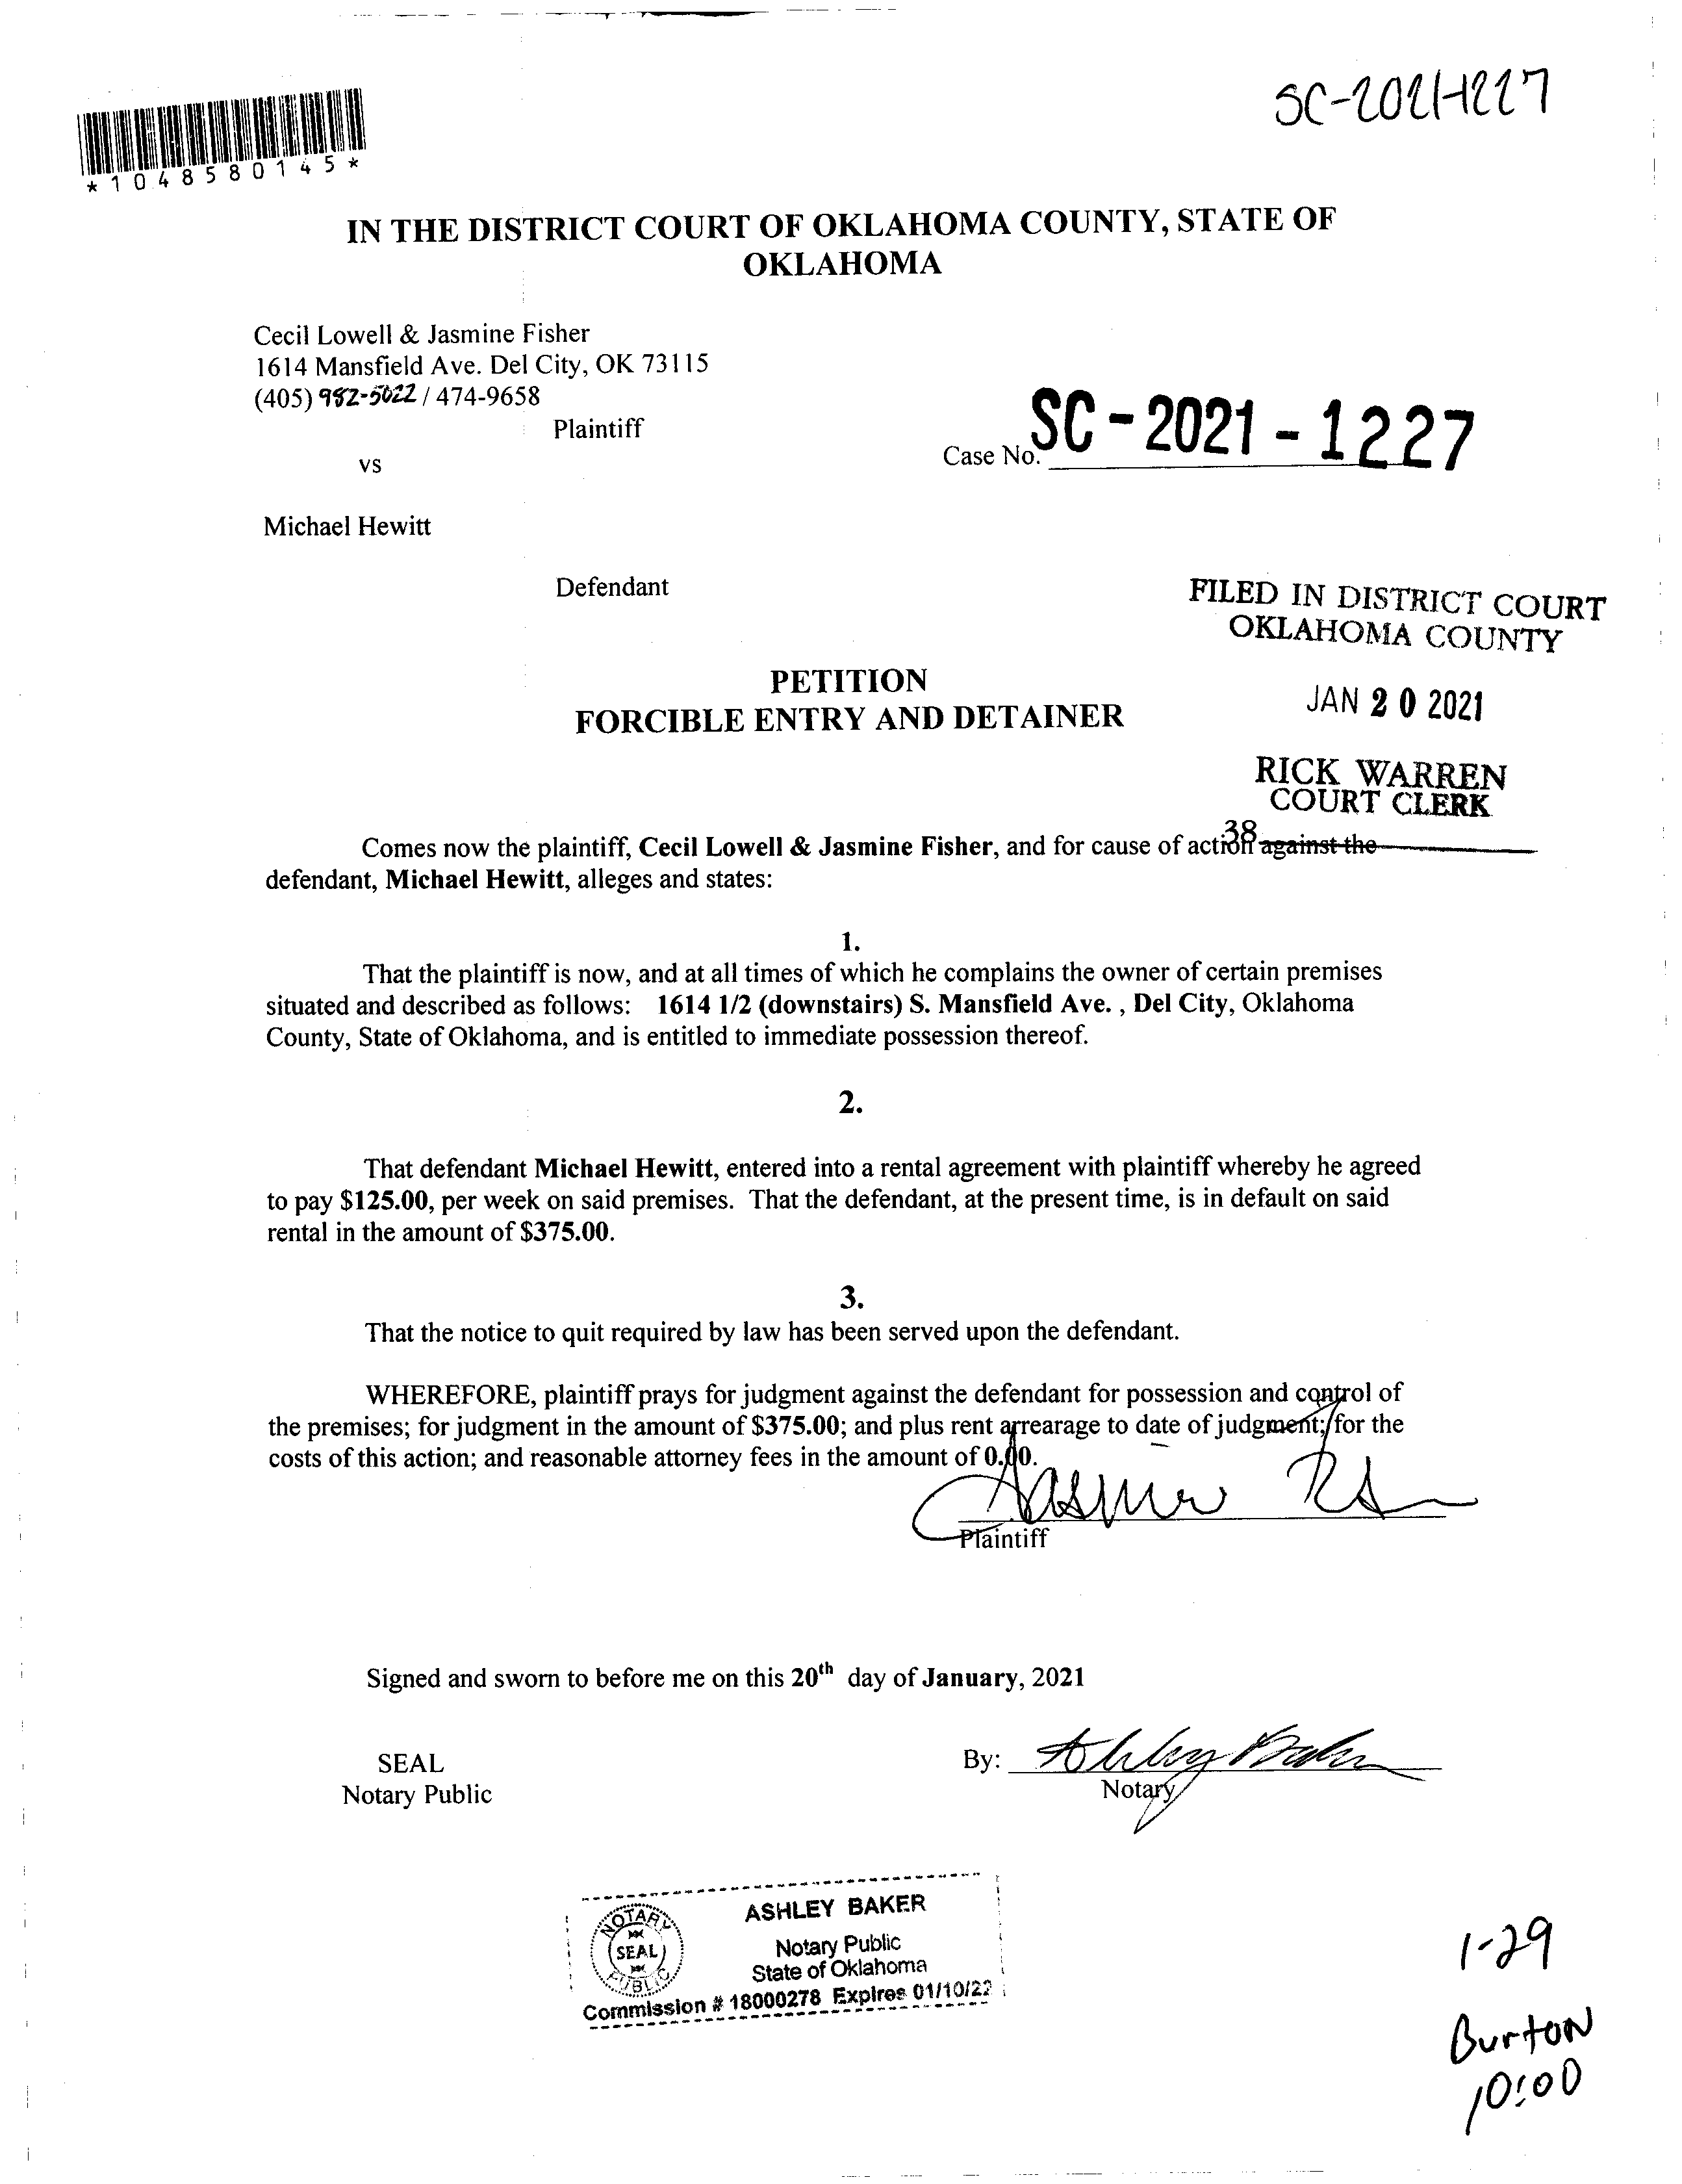 SC-2021-1227
*1048580145*
IN THE DISTRICT COURT OF OKLAHOMA COUNTY, STATE OF
OKLAHOMA
Cecil Lowell & Jasmine Fisher
1614 Mansfield Ave. Del City, OK 73115
(405) 982-5022 / 474-9658
Plaintiff
Case No. SC-2021-1227
vs
Michael Hewitt
Defendant
FILED IN DISTRICT COURT
OKLAHOMA COUNTY
PETITION
FORCIBLE ENTRY AND DETAINER
JAN 20 2021
RICK WARREN
COURT CLERK
38
Comes now the plaintiff, Cecil Lowell & Jasmine Fisher, and for cause of action against the
defendant, Michael Hewitt, alleges and states:
1.
That the plaintiff is now, and at all times of which he complains the owner of certain premises
situated and described as follows: 1614 1/2 (downstairs) S. Mansfield Ave. , Del City, Oklahoma
County, State of Oklahoma, and is entitled to immediate possession thereof.
2.
That defendant Michael Hewitt, entered into a rental agreement with plaintiff whereby he agreed
to pay $125.00, per week on said premises. That the defendant, at the present time, is in default on said
rental in the amount of $375.00.
3.
That the notice to quit required by law has been served upon the defendant.
WHEREFORE, plaintiff prays for judgment against the defendant for possession and control of
the premises; for judgment in the amount of $375.00; and plus rent arrearage to date of judgment; for the
costs of this action; and reasonable attorney fees in the amount of 0.00.
Plaintiff
Signed and sworn to before me on this 20th day of January, 2021
SEAL
Notary Public
By: Ashley Baker
Notary
NOTARY
SEAL
PUBLIC
ASHLEY BAKER
Notary Public
State of Oklahoma
Commission # 18000278 Expires 01/10/22
1-29
Burton
10:00